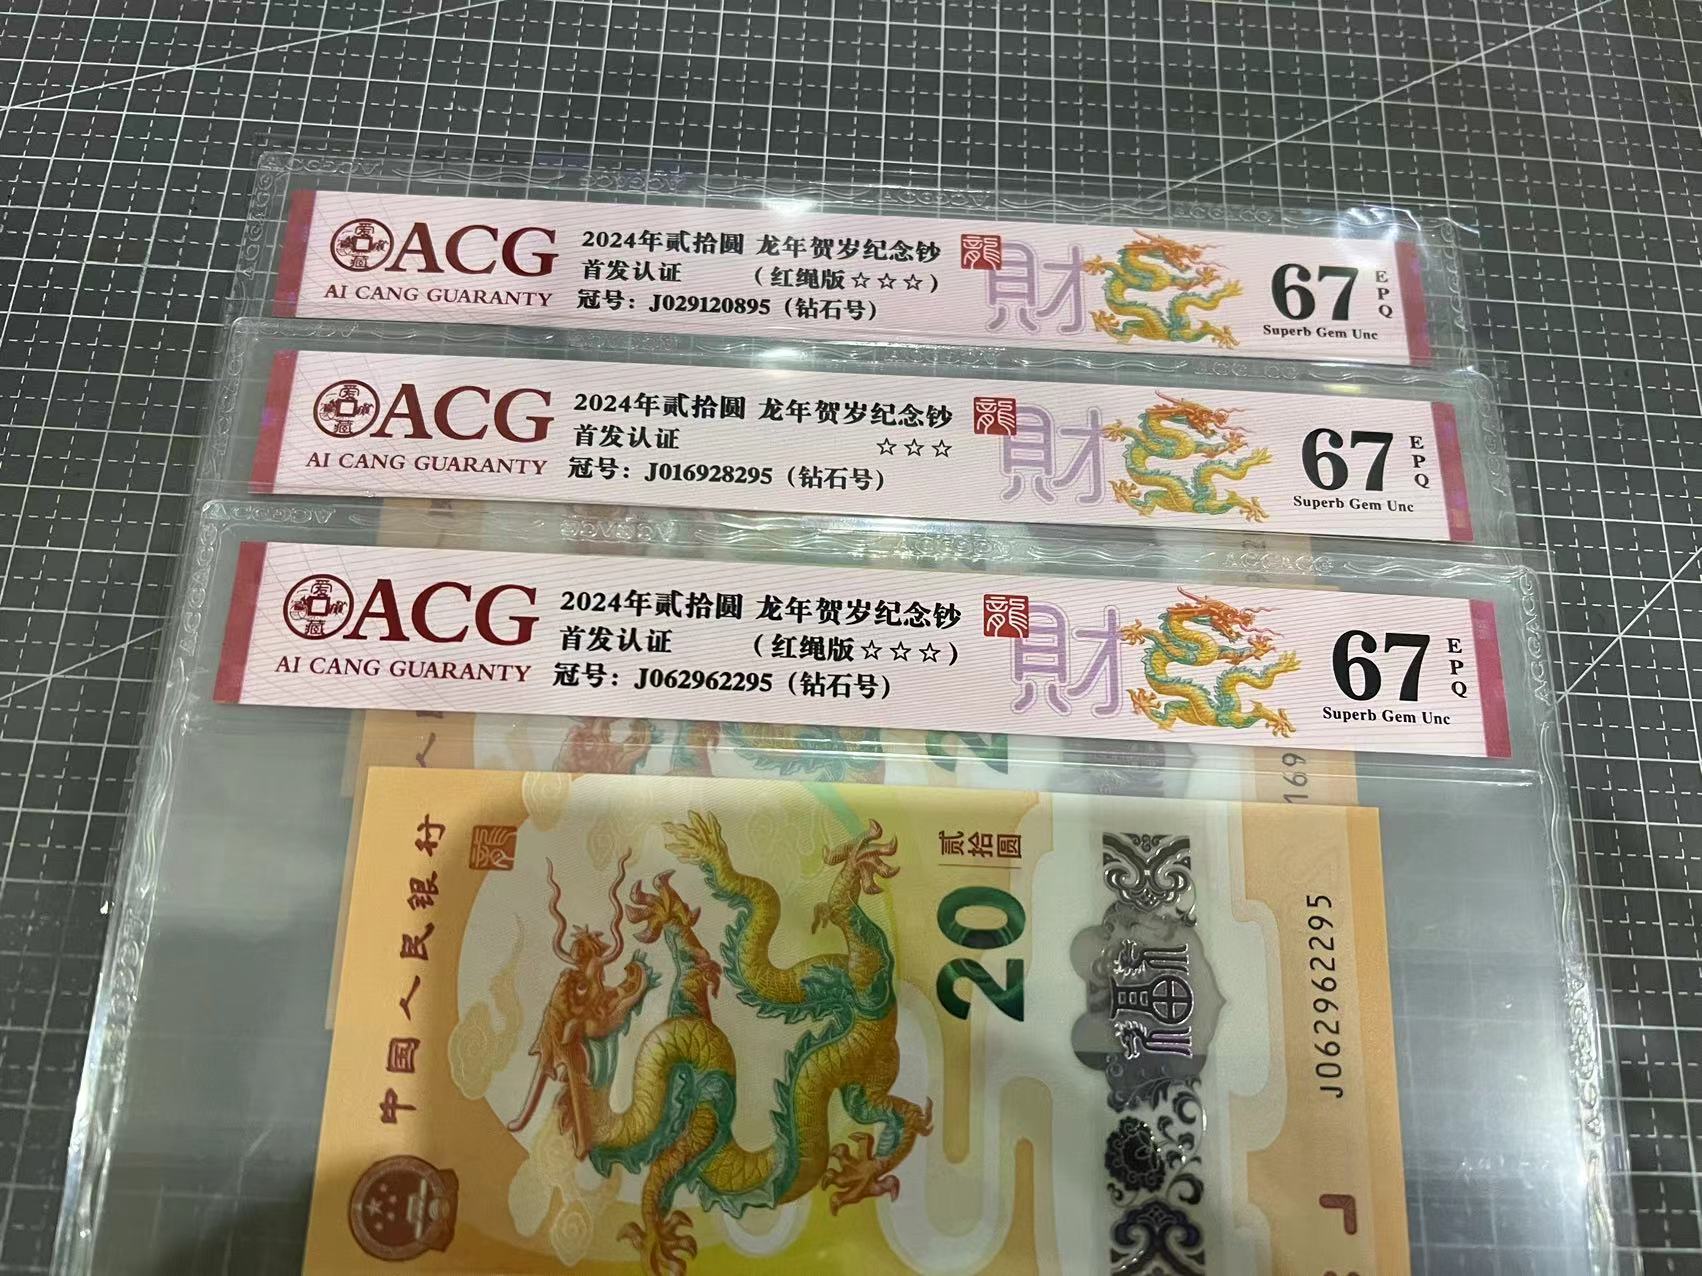 ACG
AI CANG GUARANTY
2024年贰拾圆 龙年贺岁纪念钞
首发认证 （红绳版☆☆☆）
冠号：J029120895（钻石号）
龍
財
67
EPQ
Superb Gem Unc
ACG
AI CANG GUARANTY
2024年贰拾圆 龙年贺岁纪念钞
首发认证 ☆☆☆
冠号：J016928295（钻石号）
龍
財
67
EPQ
Superb Gem Unc
ACG
AI CANG GUARANTY
2024年贰拾圆 龙年贺岁纪念钞
首发认证 （红绳版☆☆☆）
冠号：J062962295（钻石号）
龍
財
67
EPQ
Superb Gem Unc
中国人民银行
龍
贰拾圆
20
福
J062962295